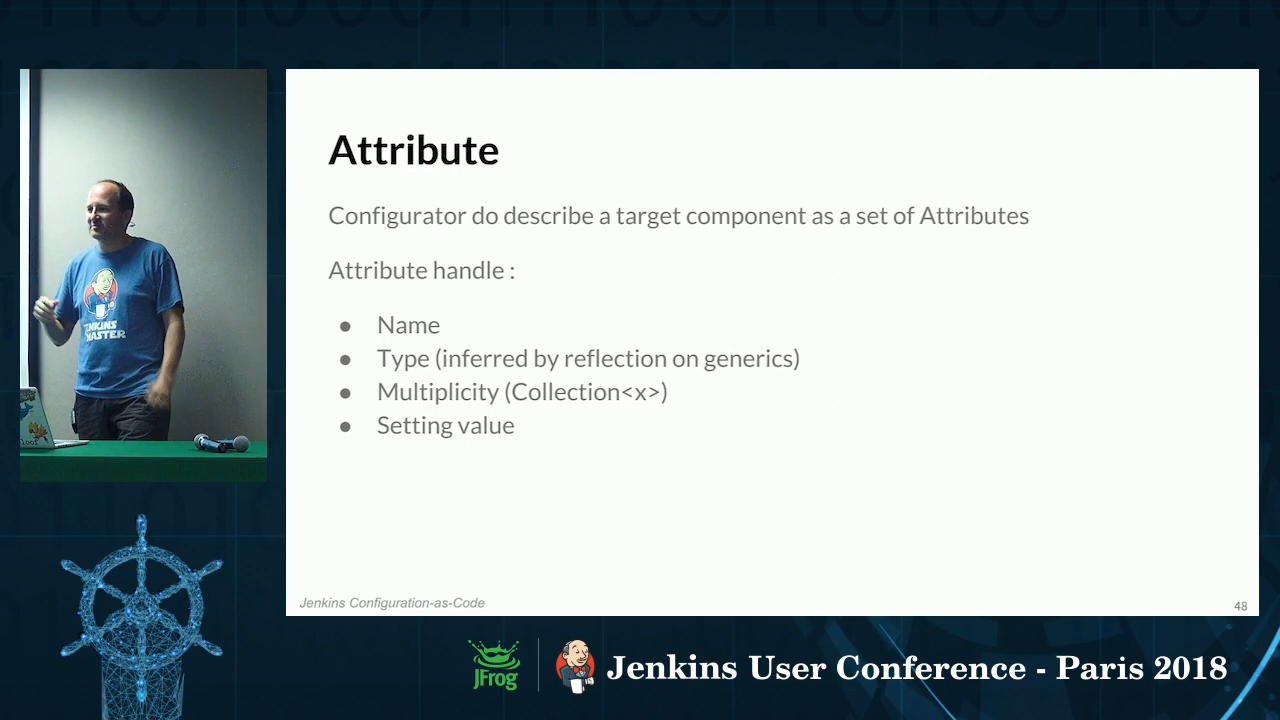 Attribute
Configurator do describe a target component as a set of Attributes
Attribute handle :
● Name
● Type (inferred by reflection on generics)
● Multiplicity (Collection<x>)
● Setting value
JENKINS
MASTER
Jenkins Configuration-as-Code
48
JFrog
Jenkins User Conference - Paris 2018